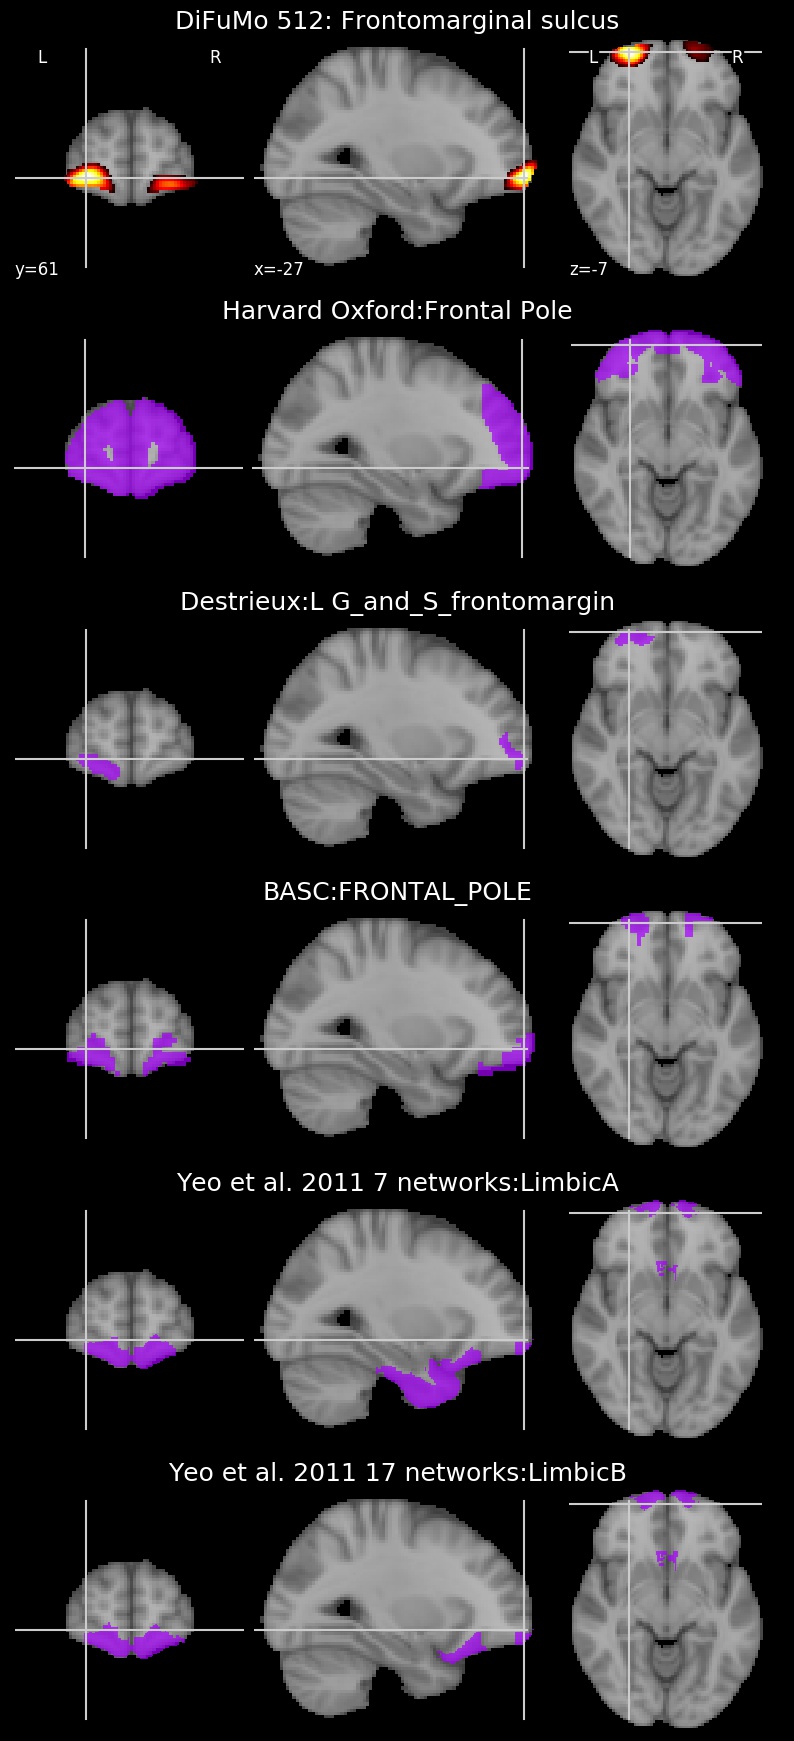 DiFuMo 512: Frontomarginal sulcus
L R L R
y=61 x=-27 z=-7
Harvard Oxford:Frontal Pole
Destrieux:L G_and_S_frontomargin
BASC:FRONTAL_POLE
Yeo et al. 2011 7 networks:LimbicA
Yeo et al. 2011 17 networks:LimbicB